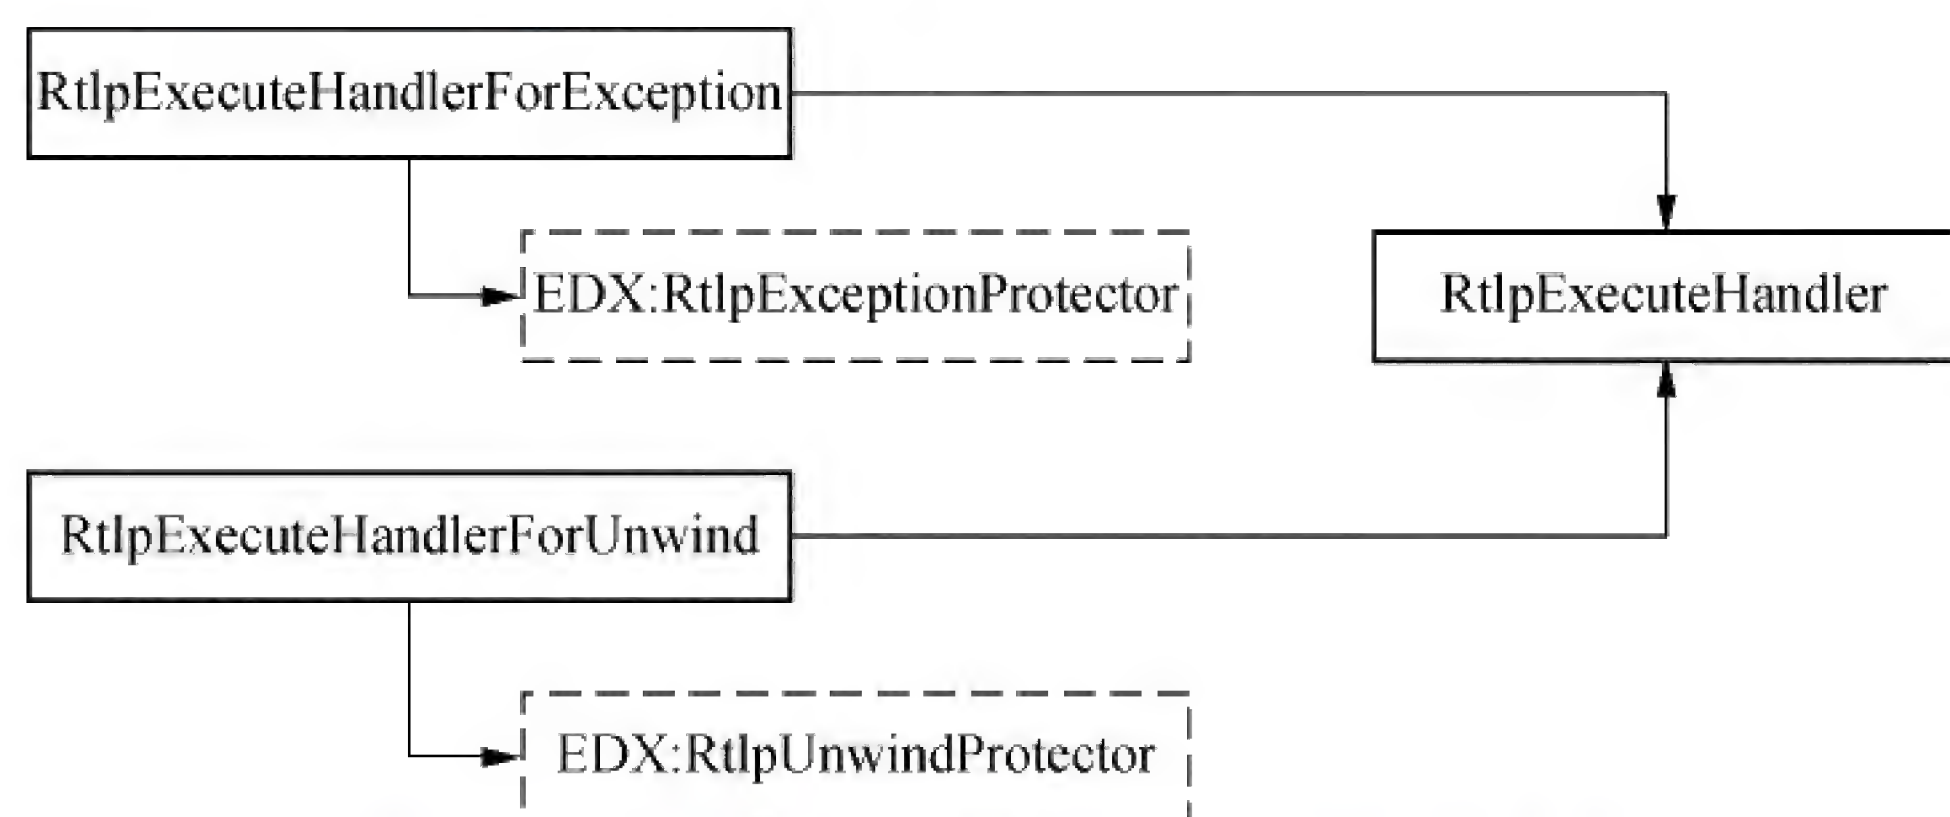 RtlpExecuteHandlerForException
EDX:RtlpExceptionProtector
RtlpExecuteHandler
RtlpExecuteHandlerForUnwind
EDX:RtlpUnwindProtector